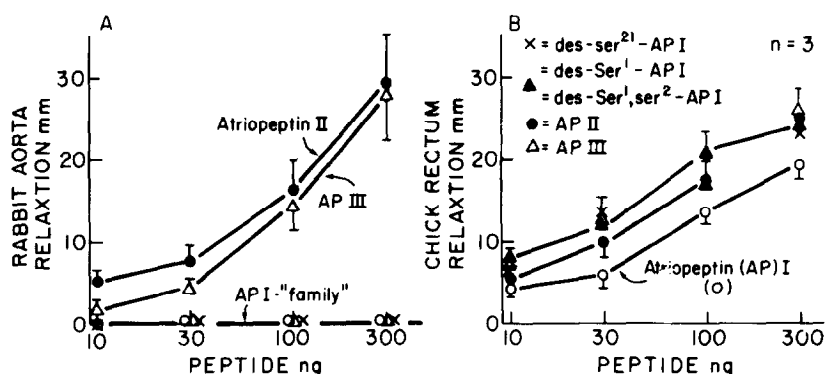 A
RABBIT AORTA
RELAXTION mm
30
20
10
0
Atriopeptin II
AP III
API-"family"
10 30 100 300
PEPTIDE ng
B
CHICK RECTUM
RELAXTION mm
30
20
10
0
× = des-ser²¹-AP I
= des-Ser¹-AP I
▲ = des-Ser¹,ser²-AP I
● = AP II
△ = AP III
n = 3
Atriopeptin (AP) I
(o)
10 30 100 300
PEPTIDE ng